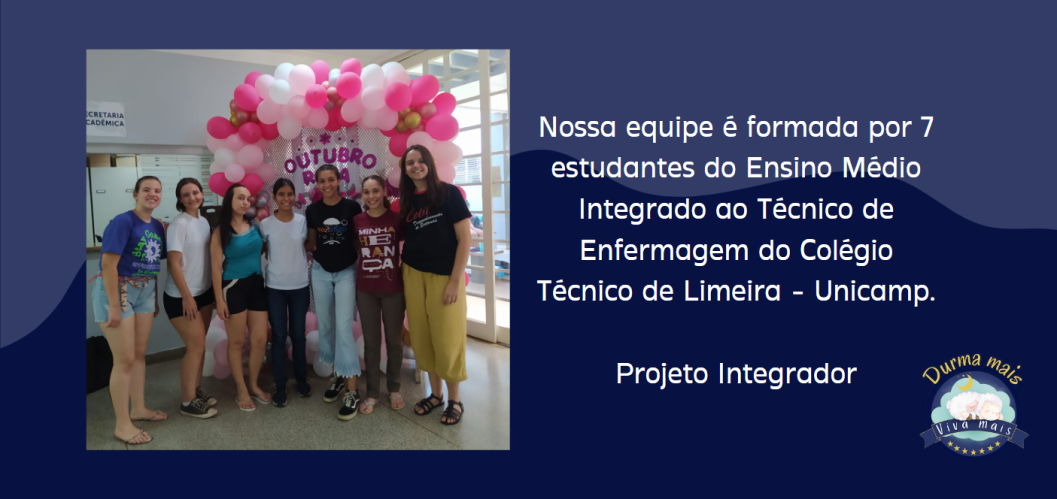 SECRETARIA
ACADÊMICA
OUTUBRO
ROSA
MINHA
HERANÇA
Nossa equipe é formada por 7
estudantes do Ensino Médio
Integrado ao Técnico de
Enfermagem do Colégio
Técnico de Limeira - Unicamp.
Projeto Integrador
Durma mais
Viva mais